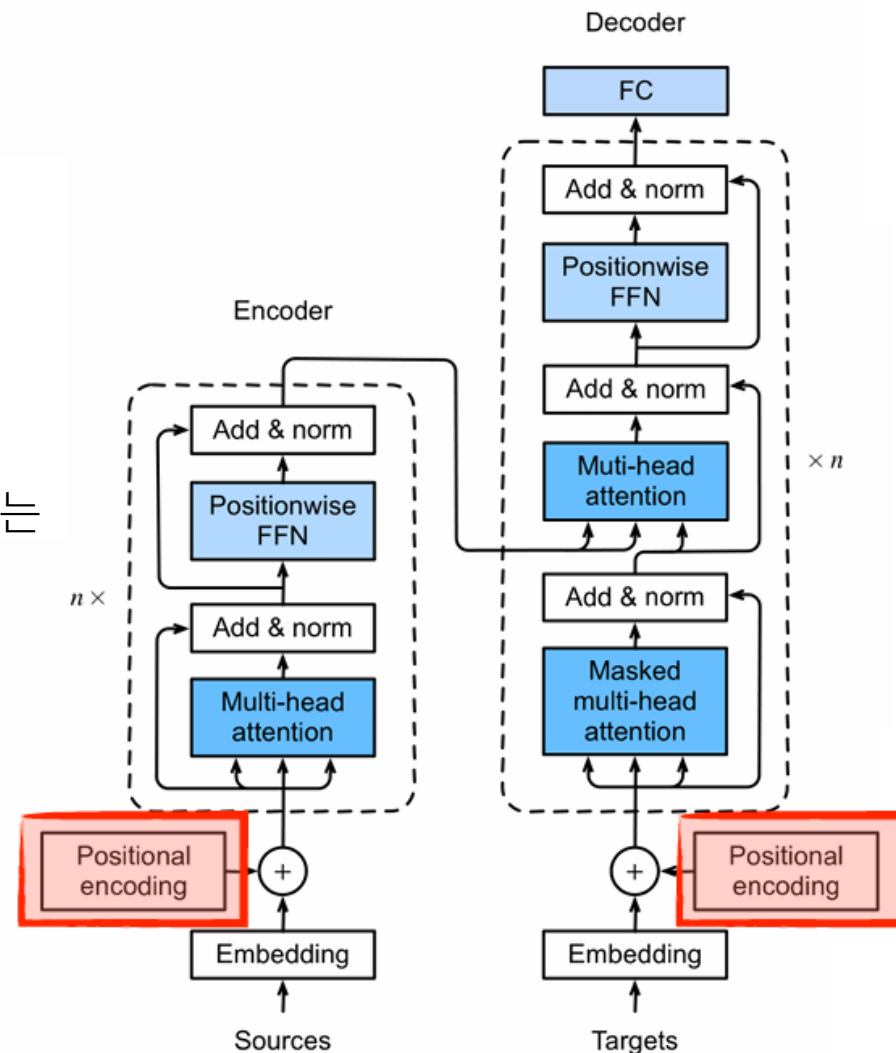 Decoder
FC
Add & norm
Positionwise
FFN
Encoder
Add & norm
Add & norm
Muti-head
attention
× n
Positionwise
FFN
n ×
Add & norm
Add & norm
Multi-head
attention
Masked
multi-head
attention
Positional
encoding
+
+
Positional
encoding
Embedding
Embedding
Sources
Targets